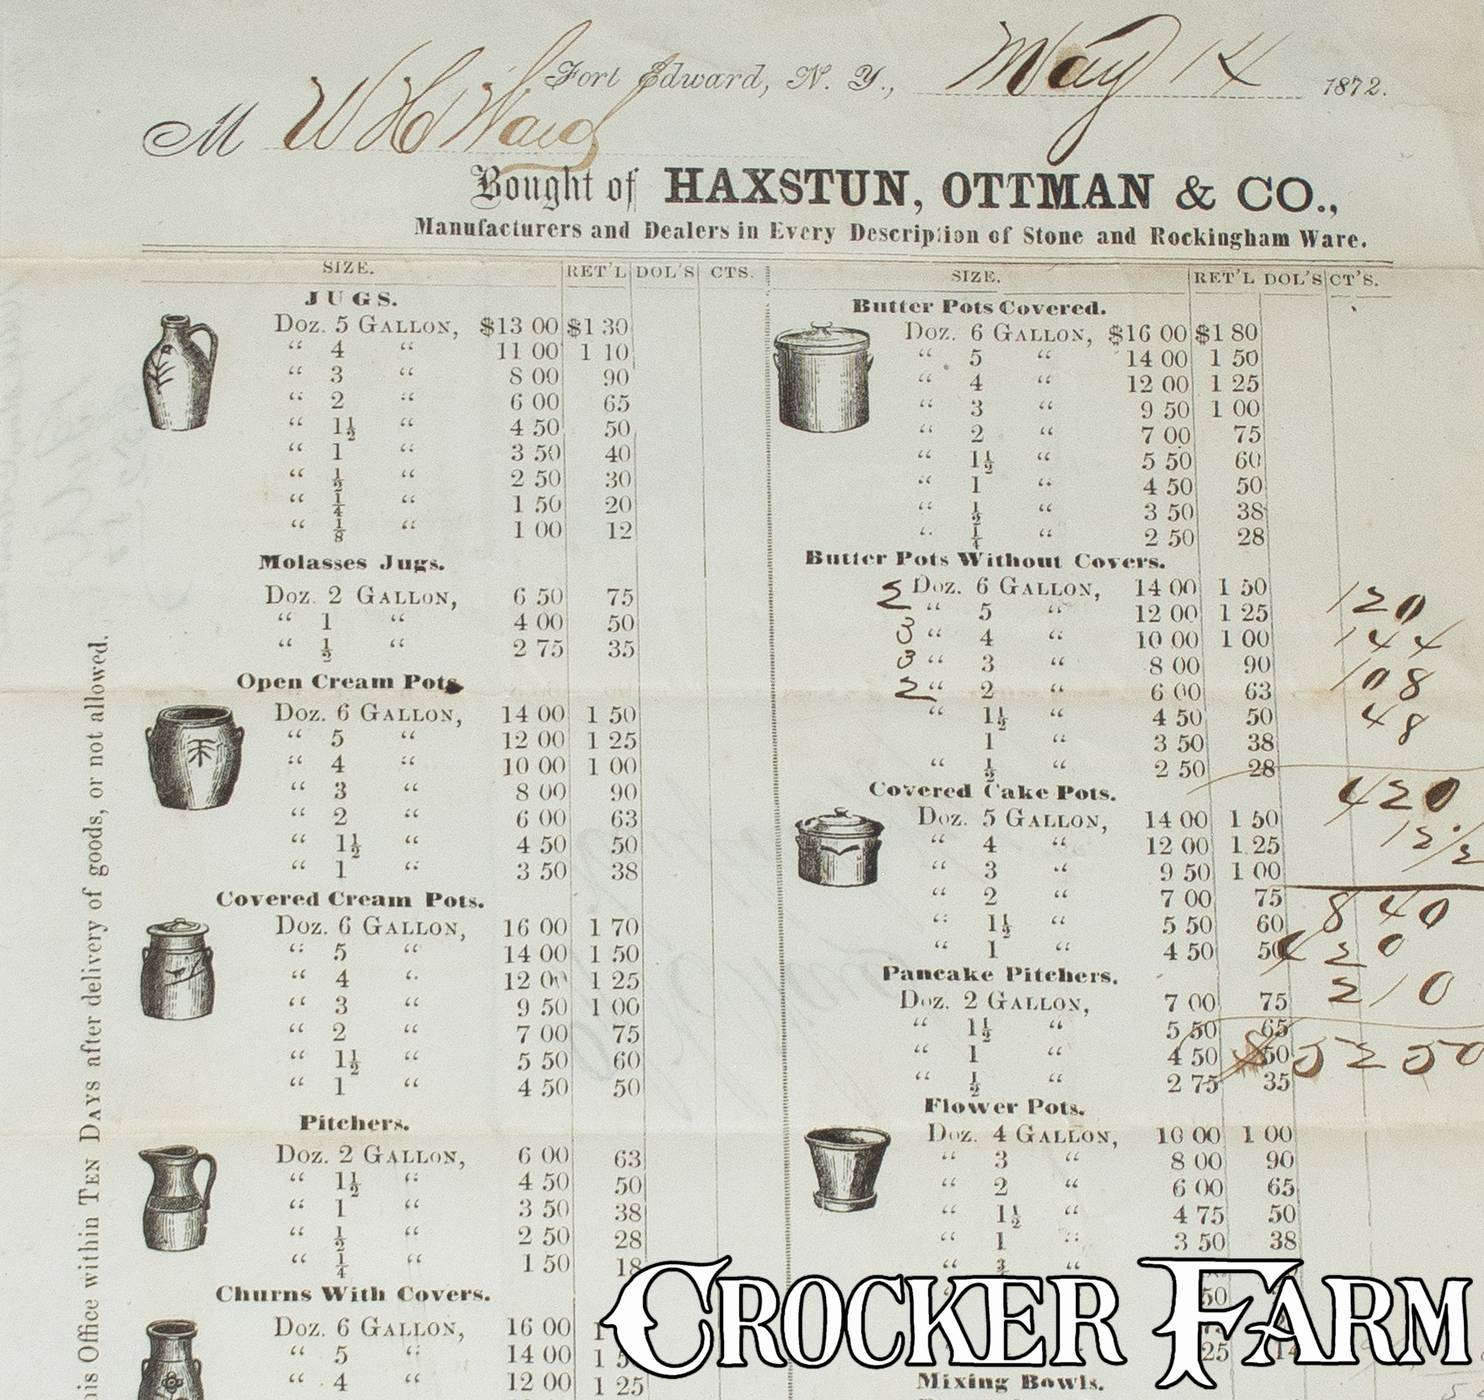 Fort Edward, N. Y., May 14 1872.
M W H Ward
Bought of HAXSTUN, OTTMAN & CO.,
Manufacturers and Dealers in Every Description of Stone and Rockingham Ware.
SIZE. RET'L DOL'S CTS.
JUGS.
Doz. 5 GALLON, $13 00 $1 30
“ 4 “ 11 00 1 10
“ 3 “ 8 00 90
“ 2 “ 6 00 65
“ 1½ “ 4 50 50
“ 1 “ 3 50 40
“ ½ “ 2 50 30
“ ¼ “ 1 50 20
“ ⅛ “ 1 00 12
Molasses Jugs.
Doz. 2 GALLON, 6 50 75
“ 1 “ 4 00 50
“ ½ “ 2 75 35
Open Cream Pots.
Doz. 6 GALLON, 14 00 1 50
“ 5 “ 12 00 1 25
“ 4 “ 10 00 1 00
“ 3 “ 8 00 90
“ 2 “ 6 00 63
“ 1½ “ 4 50 50
“ 1 “ 3 50 38
Covered Cream Pots.
Doz. 6 GALLON, 16 00 1 70
“ 5 “ 14 00 1 50
“ 4 “ 12 00 1 25
“ 3 “ 9 50 1 00
“ 2 “ 7 00 75
“ 1½ “ 5 50 60
“ 1 “ 4 50 50
Pitchers.
Doz. 2 GALLON, 6 00 63
“ 1½ “ 4 50 50
“ 1 “ 3 50 38
“ ½ “ 2 50 28
“ ¼ “ 1 50 18
Churns With Covers.
Doz. 6 GALLON, 16 00
“ 5 “ 14 00 1 50
“ 4 “ 12 00 1 25
SIZE. RET'L DOL'S CT'S.
Butter Pots Covered.
Doz. 6 GALLON, $16 00 $1 80
“ 5 “ 14 00 1 50
“ 4 “ 12 00 1 25
“ 3 “ 9 50 1 00
“ 2 “ 7 00 75
“ 1½ “ 5 50 60
“ 1 “ 4 50 50
“ ½ “ 3 50 38
“ ¼ “ 2 50 28
Butter Pots Without Covers.
Doz. 6 GALLON, 14 00 1 50
2 “ 5 “ 12 00 1 25 120
3 “ 4 “ 10 00 1 00 144
3 “ 3 “ 8 00 90 108
2 “ 2 “ 6 00 63 48
“ 1½ “ 4 50 50
1 “ 3 50 38
“ ½ “ 2 50 28
420
12 1/2
840
420
210
$5250
Covered Cake Pots.
Doz. 5 GALLON, 14 00 1 50
“ 4 “ 12 00 1 25
“ 3 “ 9 50 1 00
“ 2 “ 7 00 75
“ 1½ “ 5 50 60
“ 1 “ 4 50 50
Pancake Pitchers.
Doz. 2 GALLON, 7 00 75
“ 1½ “ 5 50 65
“ 1 “ 4 50 50
“ ½ “ 2 75 35
Flower Pots.
Doz. 4 GALLON, 10 00 1 00
“ 3 “ 8 00 90
“ 2 “ 6 00 65
“ 1½ “ 4 75 50
“ 1 “ 3 50 38
Mixing Bowls.
his Office within TEN DAYS after delivery of goods, or not allowed.
CROCKER FARM